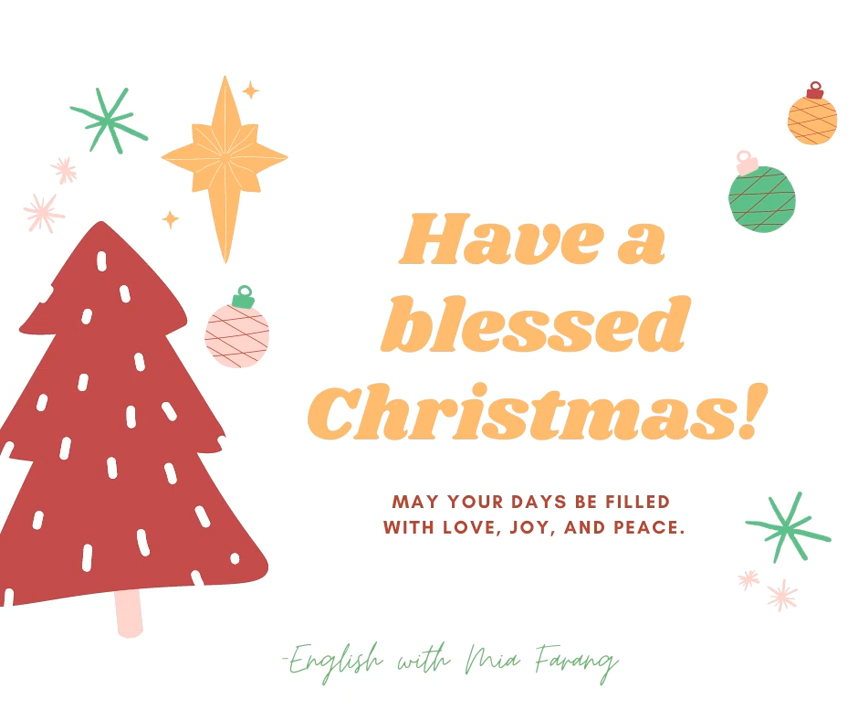 Have a
blessed
Christmas!
MAY YOUR DAYS BE FILLED
WITH LOVE, JOY, AND PEACE.
-English with Mia Farang